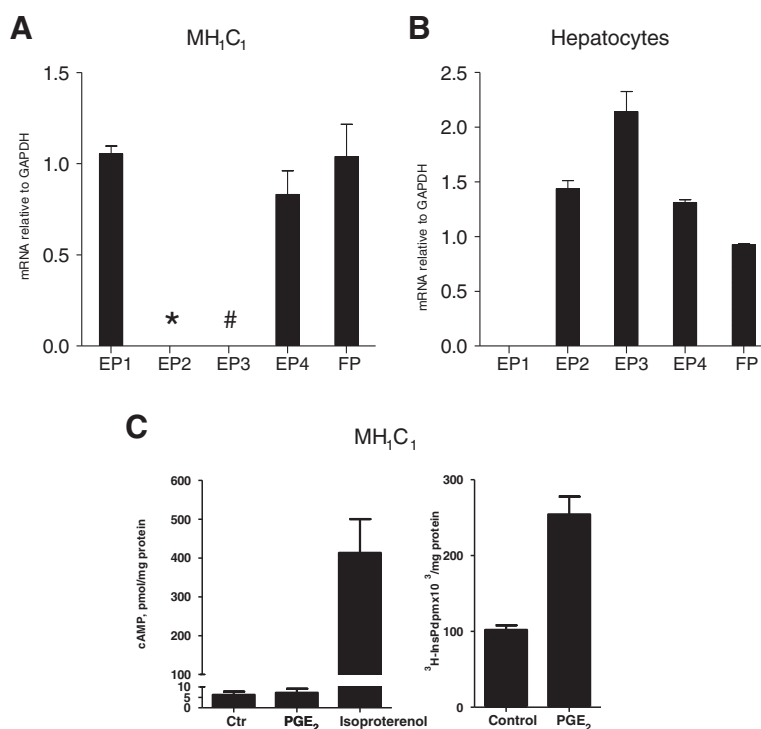 A
MH₁C₁
mRNA relative to GAPDH
1.5
1.0
0.5
0.0
*
#
EP1 EP2 EP3 EP4 FP
B
Hepatocytes
mRNA relative to GAPDH
2.5
2.0
1.5
1.0
0.5
0.0
EP1 EP2 EP3 EP4 FP
C
MH₁C₁
cAMP, pmol/mg protein
600
500
400
300
200
100
10
5
0
Ctr PGE₂ Isoproterenol
³H-InsPdpmx10 ³/mg protein
300
200
100
0
Control PGE₂